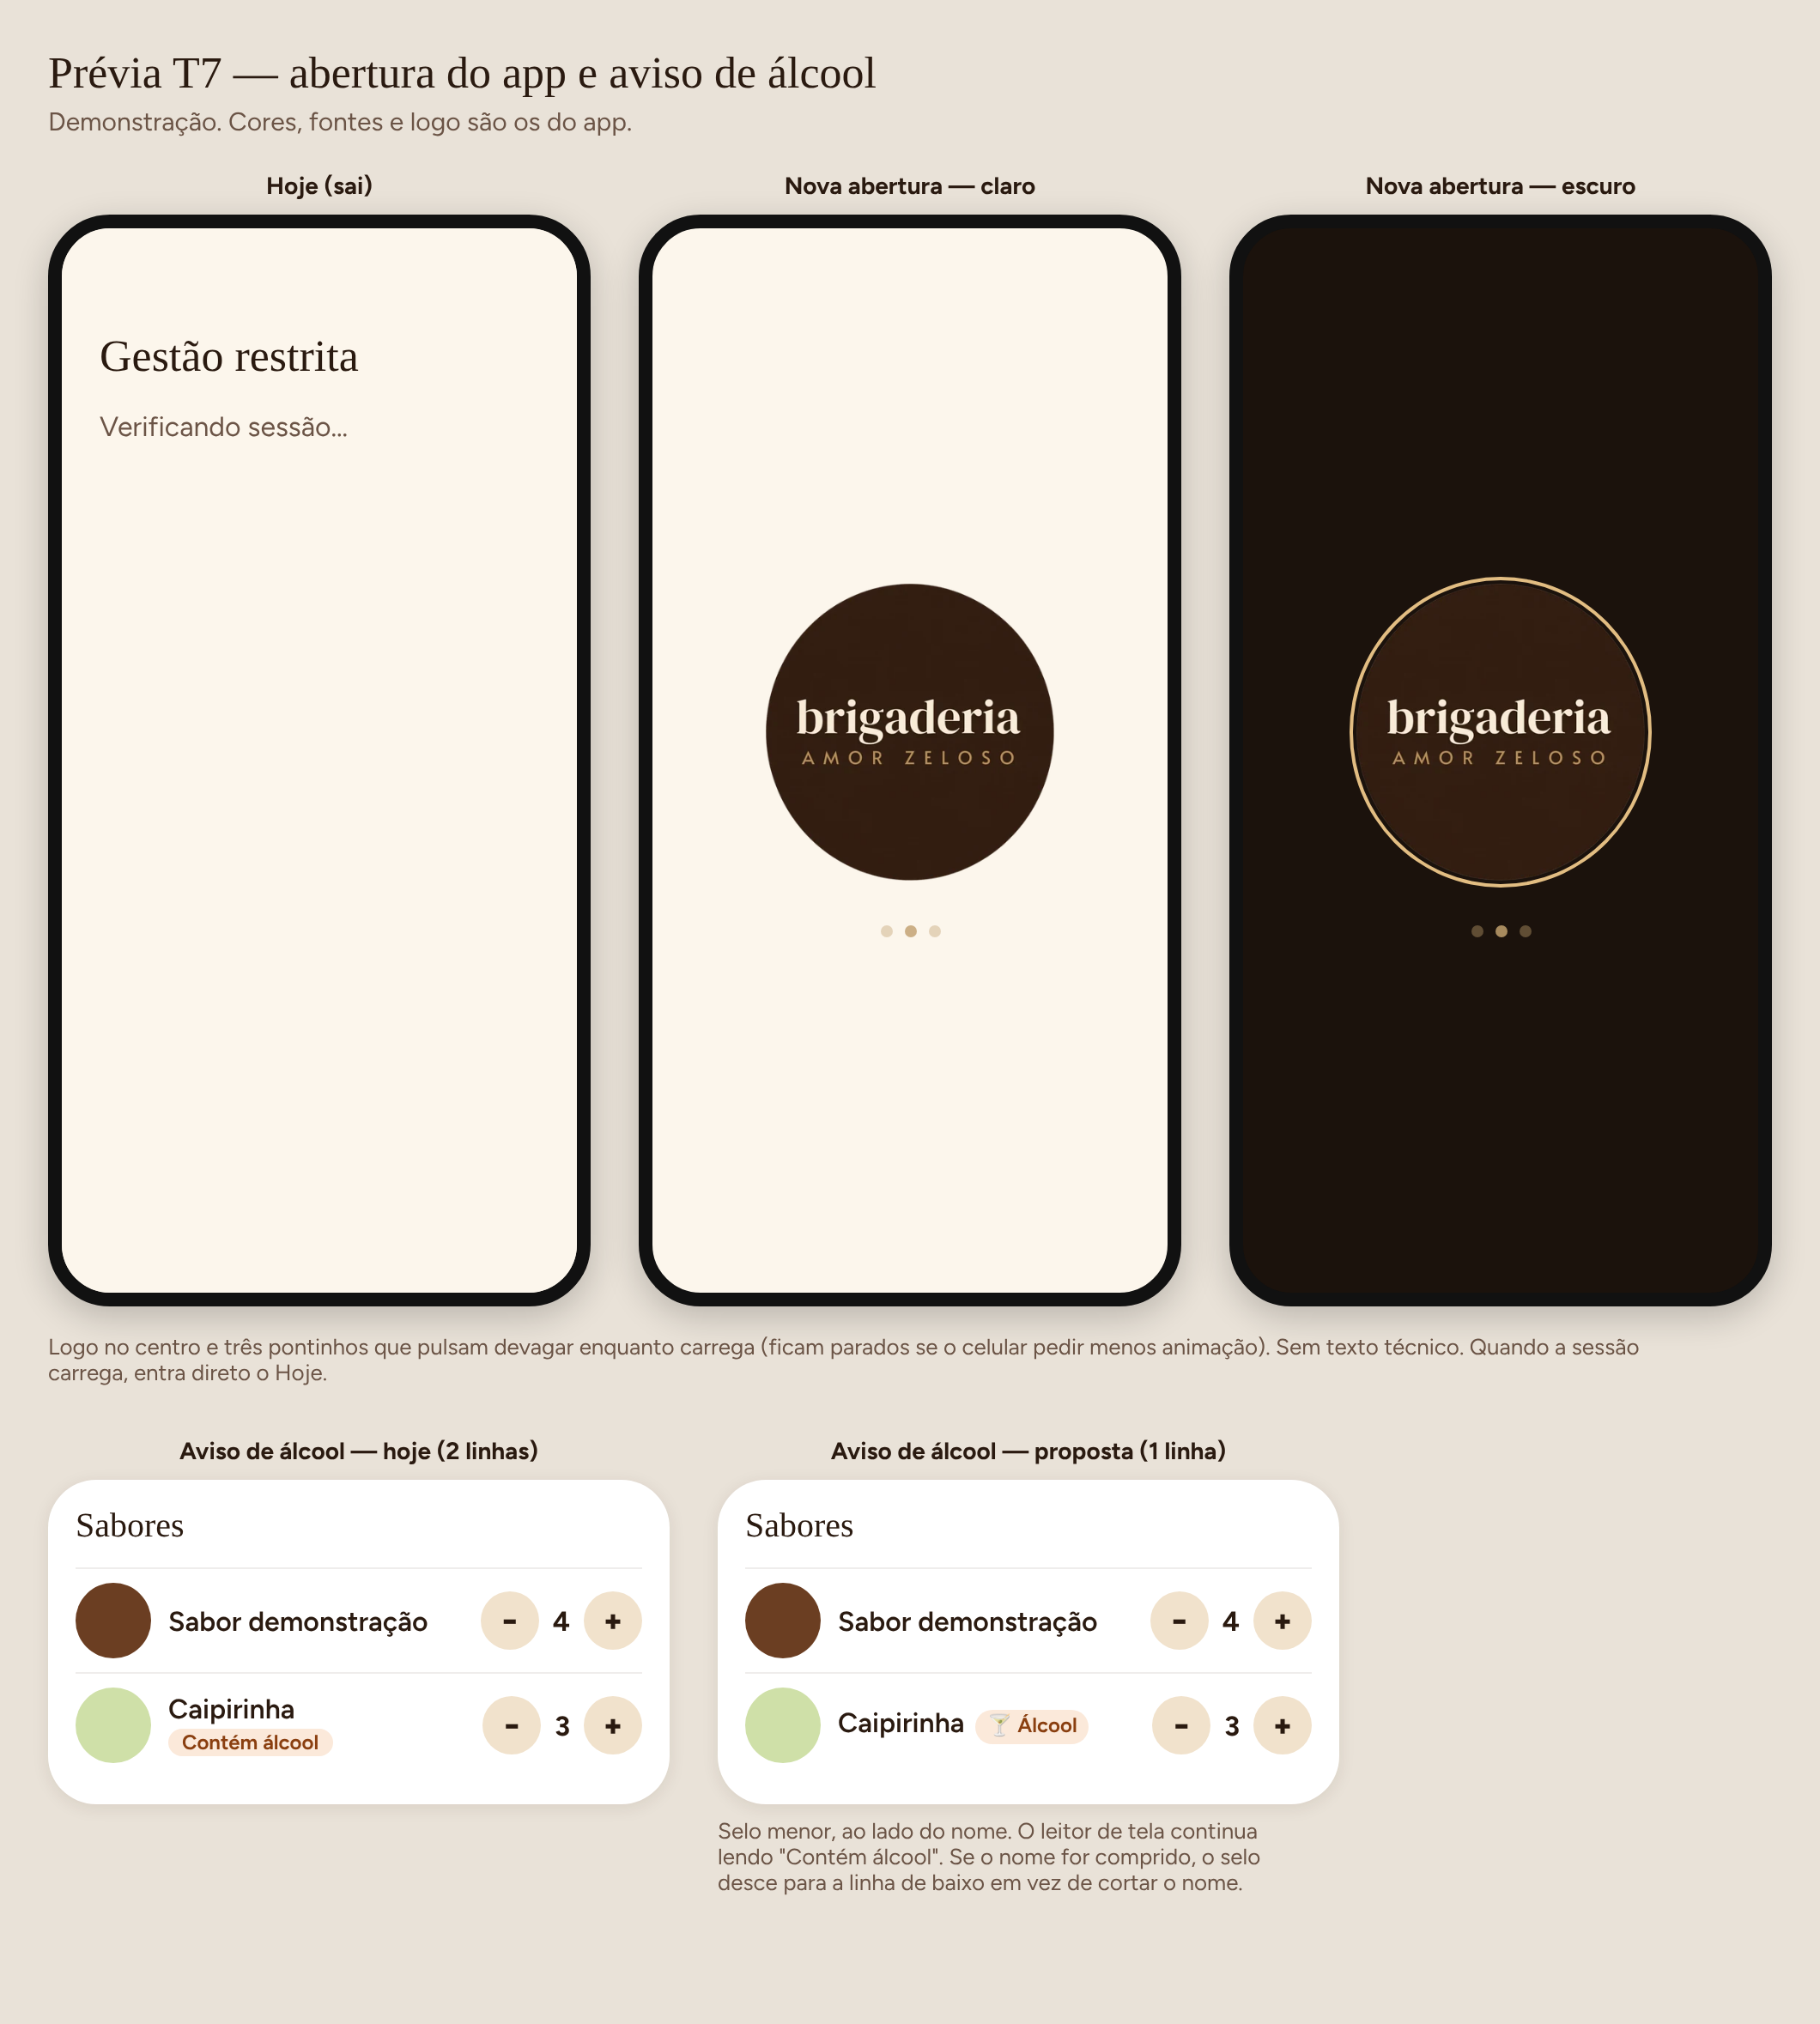 Prévia T7 — abertura do app e aviso de álcool
Demonstração. Cores, fontes e logo são os do app.
Hoje (sai)
Nova abertura — claro
Nova abertura — escuro
Gestão restrita
Verificando sessão...
brigaderia
AMOR ZELOSO
brigaderia
AMOR ZELOSO
Logo no centro e três pontinhos que pulsam devagar enquanto carrega (ficam parados se o celular pedir menos animação). Sem texto técnico. Quando a sessão
carrega, entra direto o Hoje.
Aviso de álcool — hoje (2 linhas)
Aviso de álcool — proposta (1 linha)
Sabores
Sabor demonstração
- 4 +
Caipirinha
Contém álcool
- 3 +
Sabores
Sabor demonstração
- 4 +
Caipirinha 🍸 Álcool
- 3 +
Selo menor, ao lado do nome. O leitor de tela continua
lendo "Contém álcool". Se o nome for comprido, o selo
desce para a linha de baixo em vez de cortar o nome.